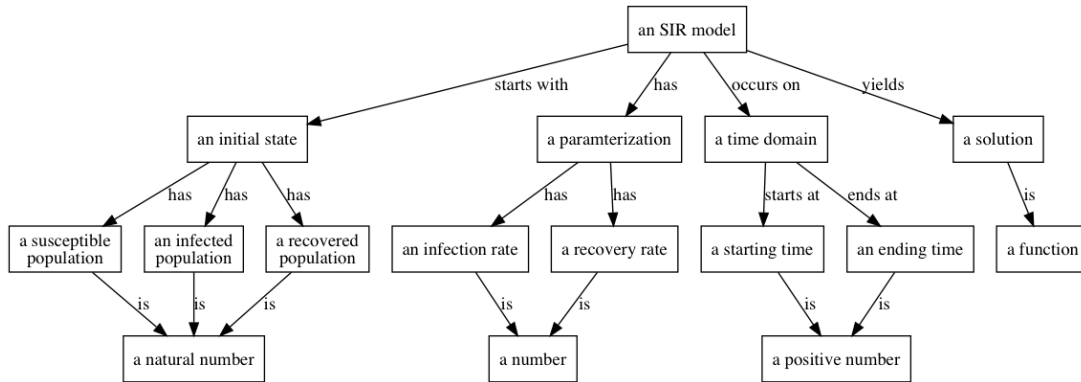 an SIR model
starts with
has
occurs on
yields
an initial state
a paramterization
a time domain
a solution
has
has
has
has
has
starts at
ends at
is
a susceptible
population
an infected
population
a recovered
population
an infection rate
a recovery rate
a starting time
an ending time
a function
is
is
is
is
is
is
is
a natural number
a number
a positive number